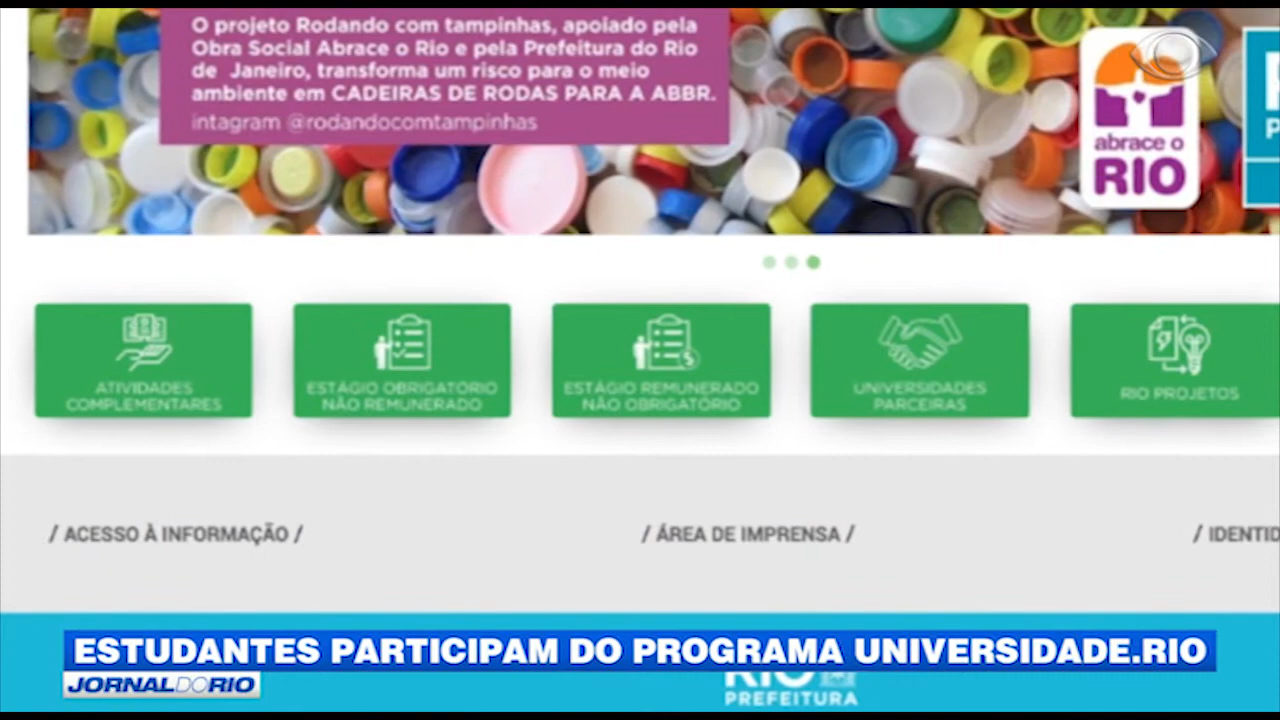 O projeto Rodando com tampinhas, apoiado pela
Obra Social Abrace o Rio e pela Prefeitura do Rio
de Janeiro, transforma um risco para o meio
ambiente em CADEIRAS DE RODAS PARA A ABBR.
intagram @rodandocomtampinhas
abrace o
RIO
ATIVIDADES
COMPLEMENTARES
ESTÁGIO OBRIGATÓRIO
NÃO REMUNERADO
ESTÁGIO REMUNERADO
NÃO OBRIGATÓRIO
UNIVERSIDADES
PARCEIRAS
RIO PROJETOS
/ ACESSO À INFORMAÇÃO /
/ ÁREA DE IMPRENSA /
/ IDENTID
ESTUDANTES PARTICIPAM DO PROGRAMA UNIVERSIDADE.RIO
JORNAL DO RIO
RIO
PREFEITURA